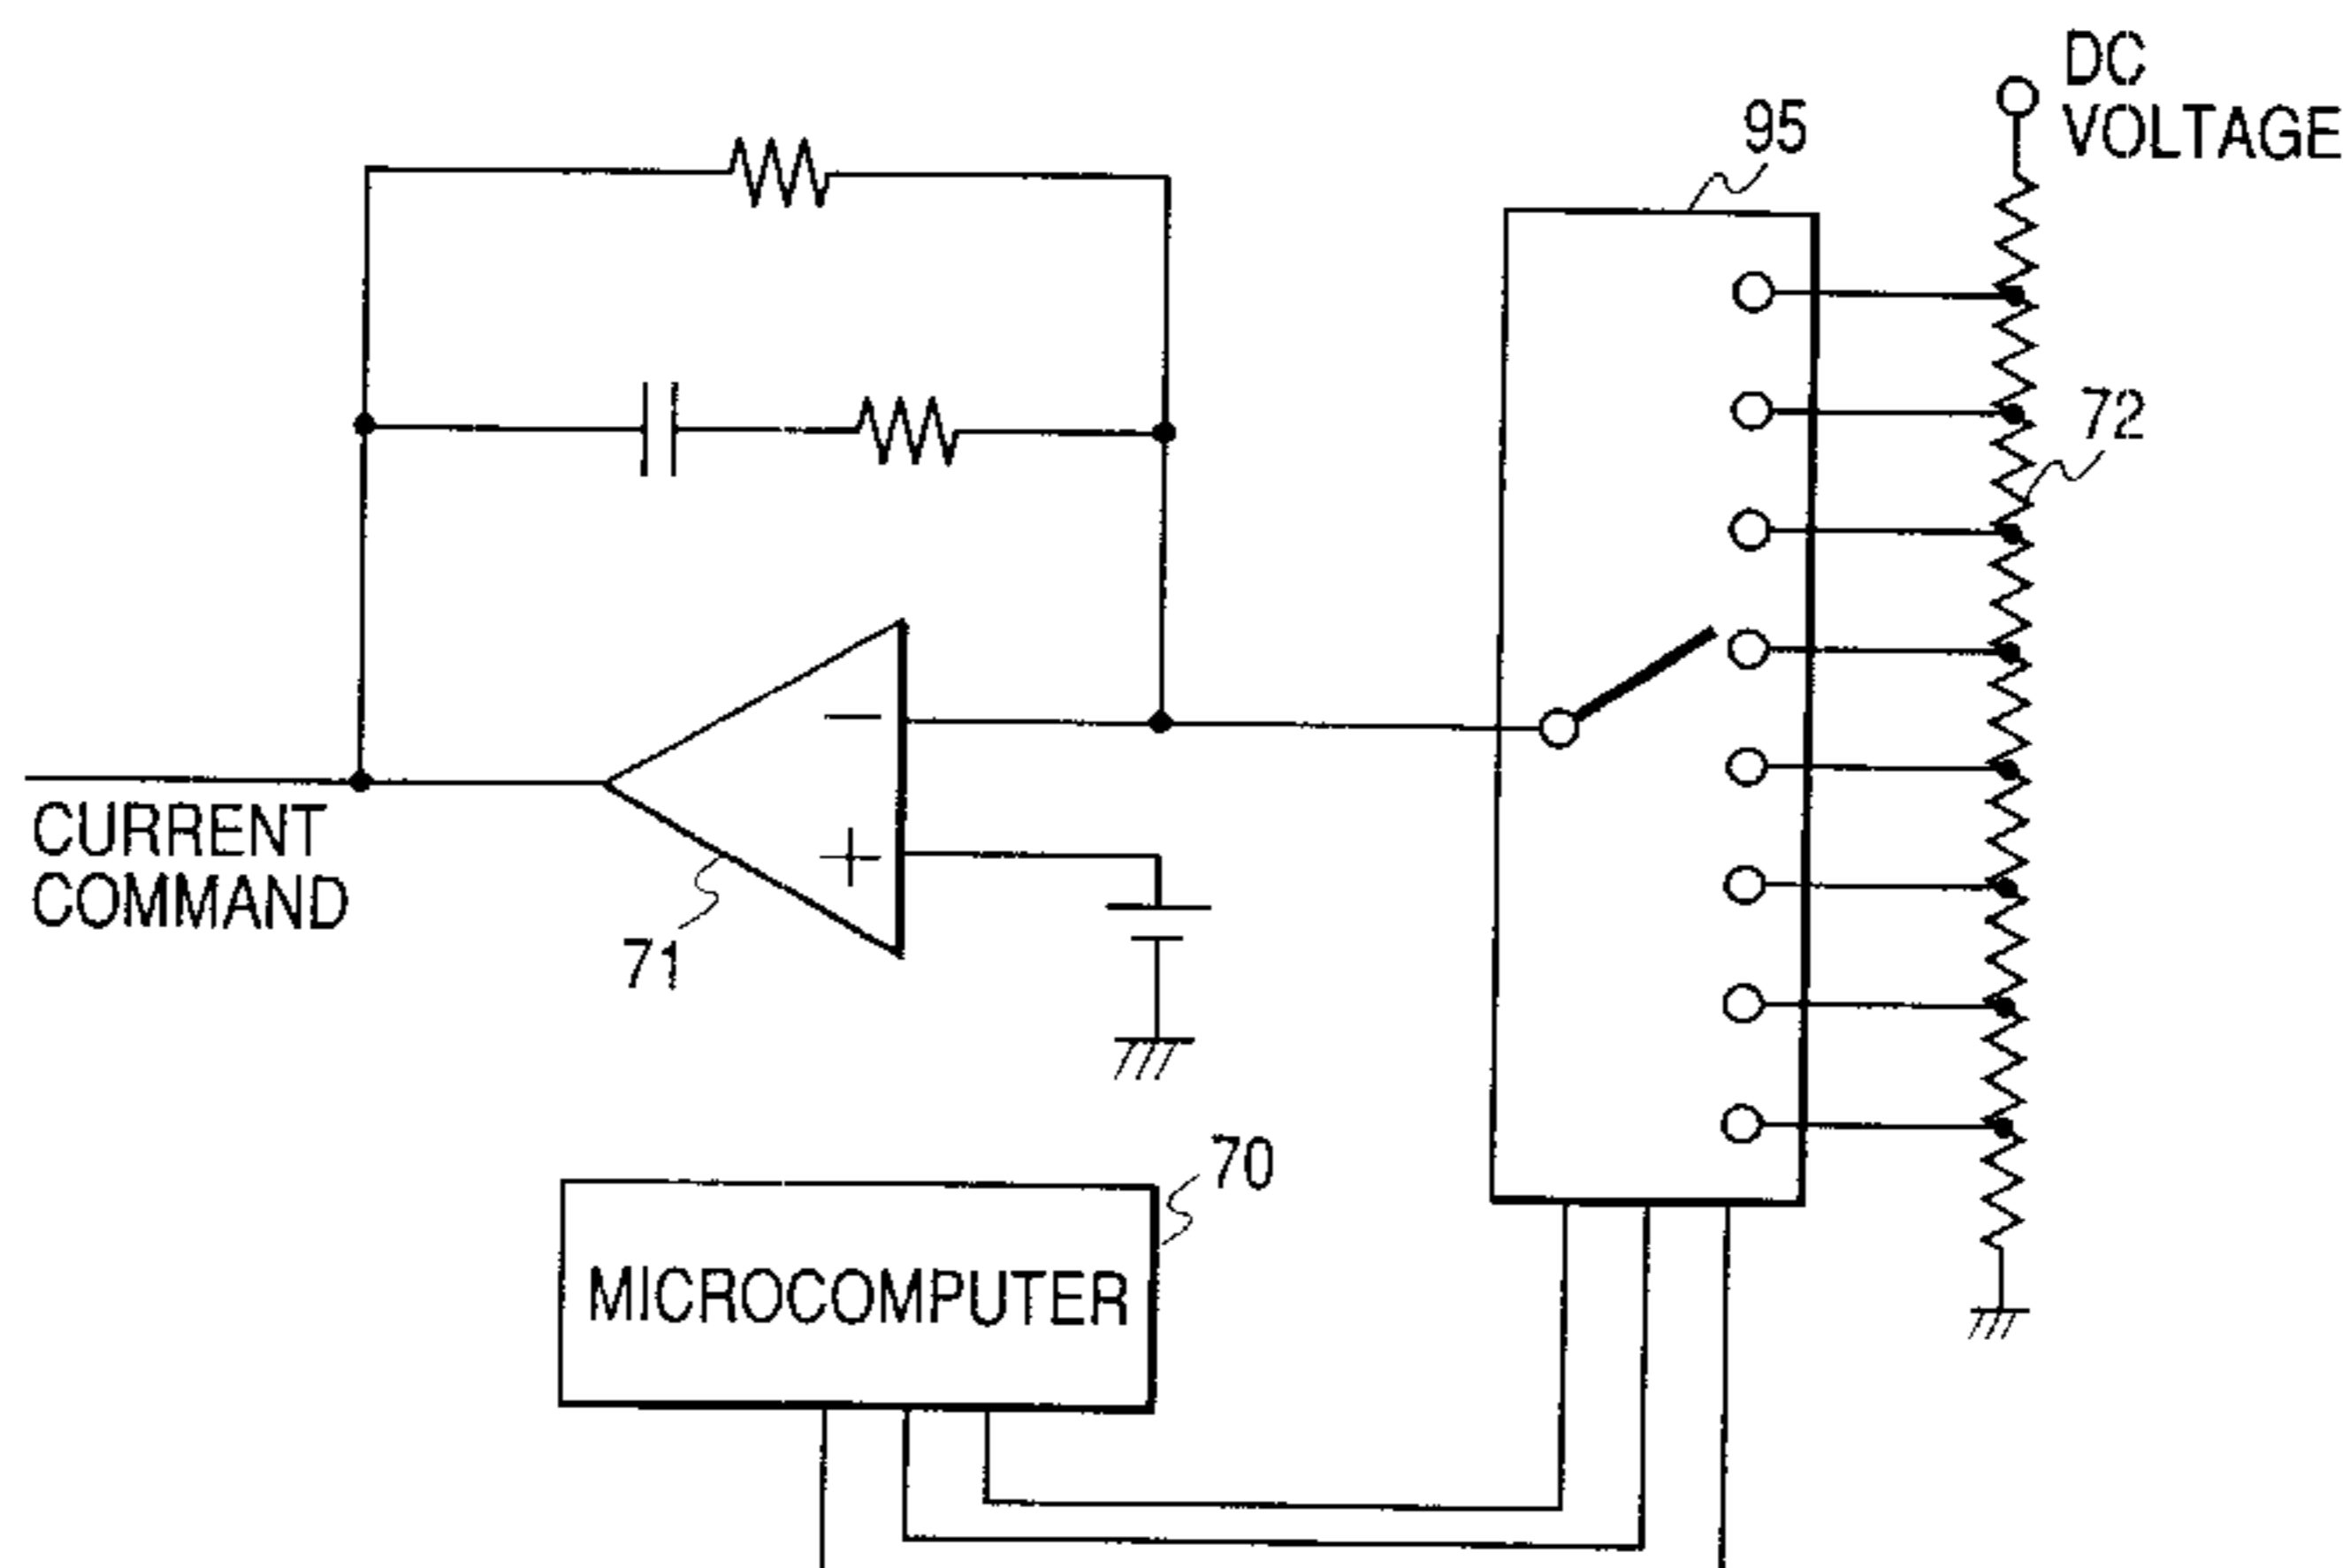 DC
VOLTAGE
95
72
−
+
CURRENT
COMMAND
71
70
MICROCOMPUTER